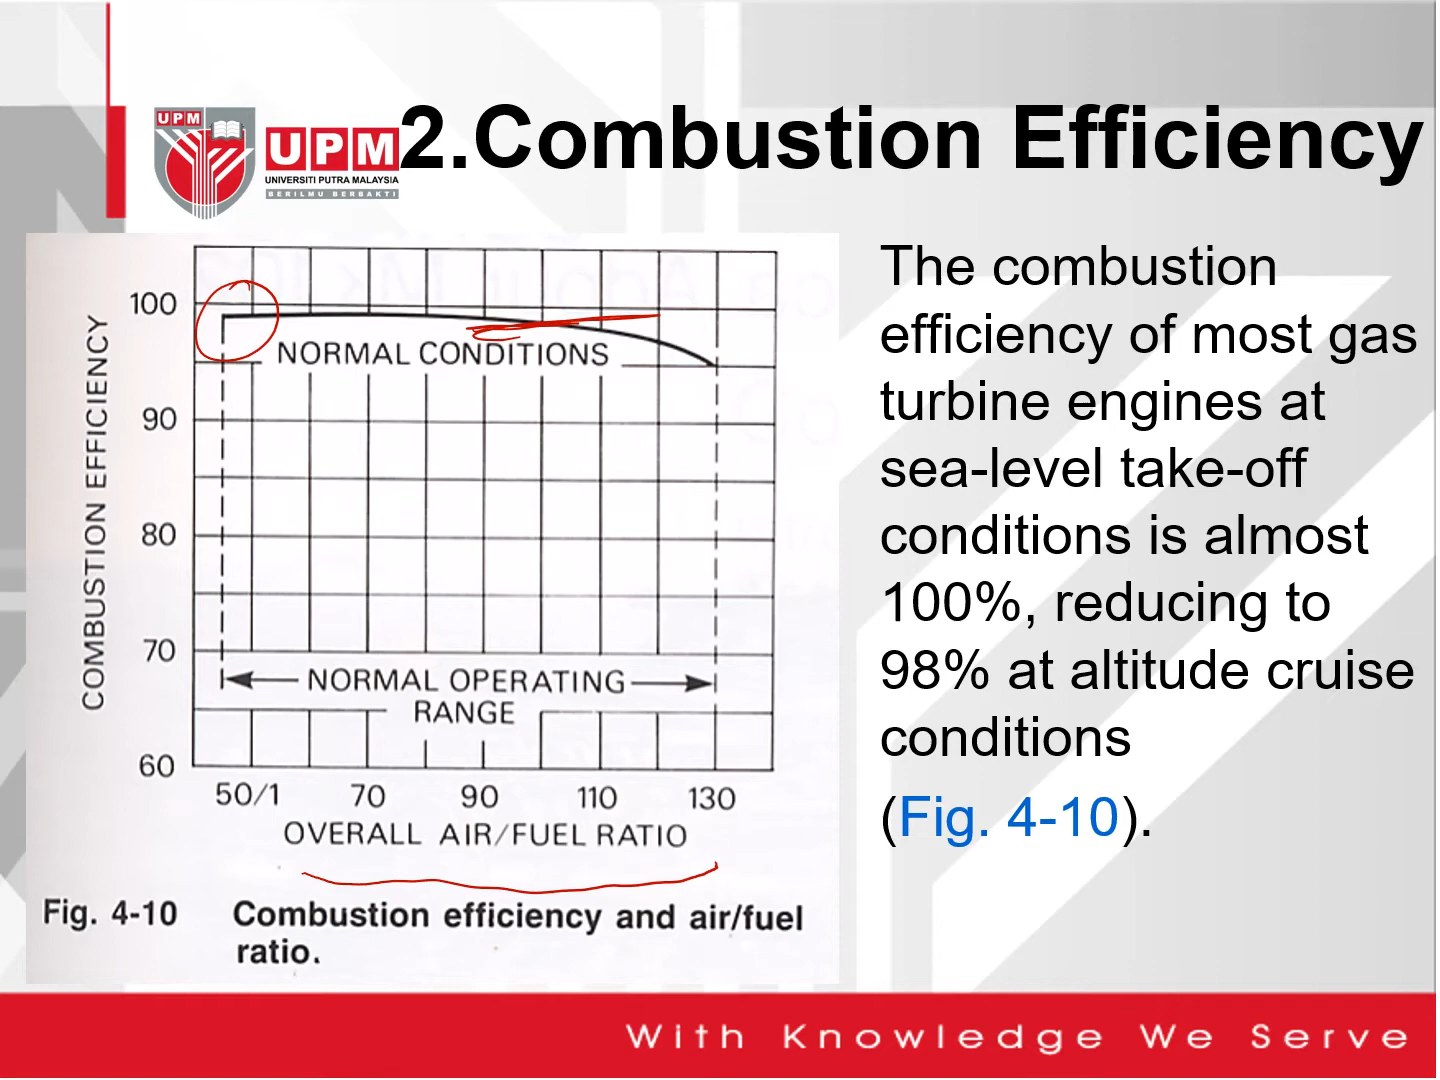 UPM
UPM
UNIVERSITI PUTRA MALAYSIA
BERILMU BERBAKTI
2.Combustion Efficiency
COMBUSTION EFFICIENCY
100
90
80
70
60
NORMAL CONDITIONS
NORMAL OPERATING
RANGE
50/1 70 90 110 130
OVERALL AIR/FUEL RATIO
Fig. 4-10 Combustion efficiency and air/fuel
ratio.
The combustion
efficiency of most gas
turbine engines at
sea-level take-off
conditions is almost
100%, reducing to
98% at altitude cruise
conditions
(Fig. 4-10).
With Knowledge We Serve